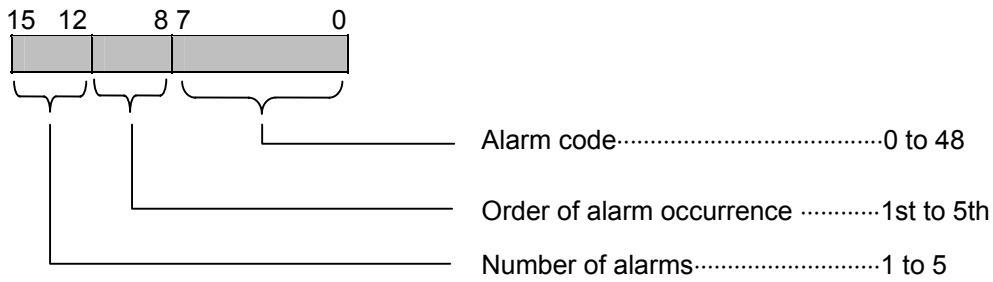 15 12 8 7 0
Alarm code·····································0 to 48
Order of alarm occurrence ············1st to 5th
Number of alarms··························1 to 5